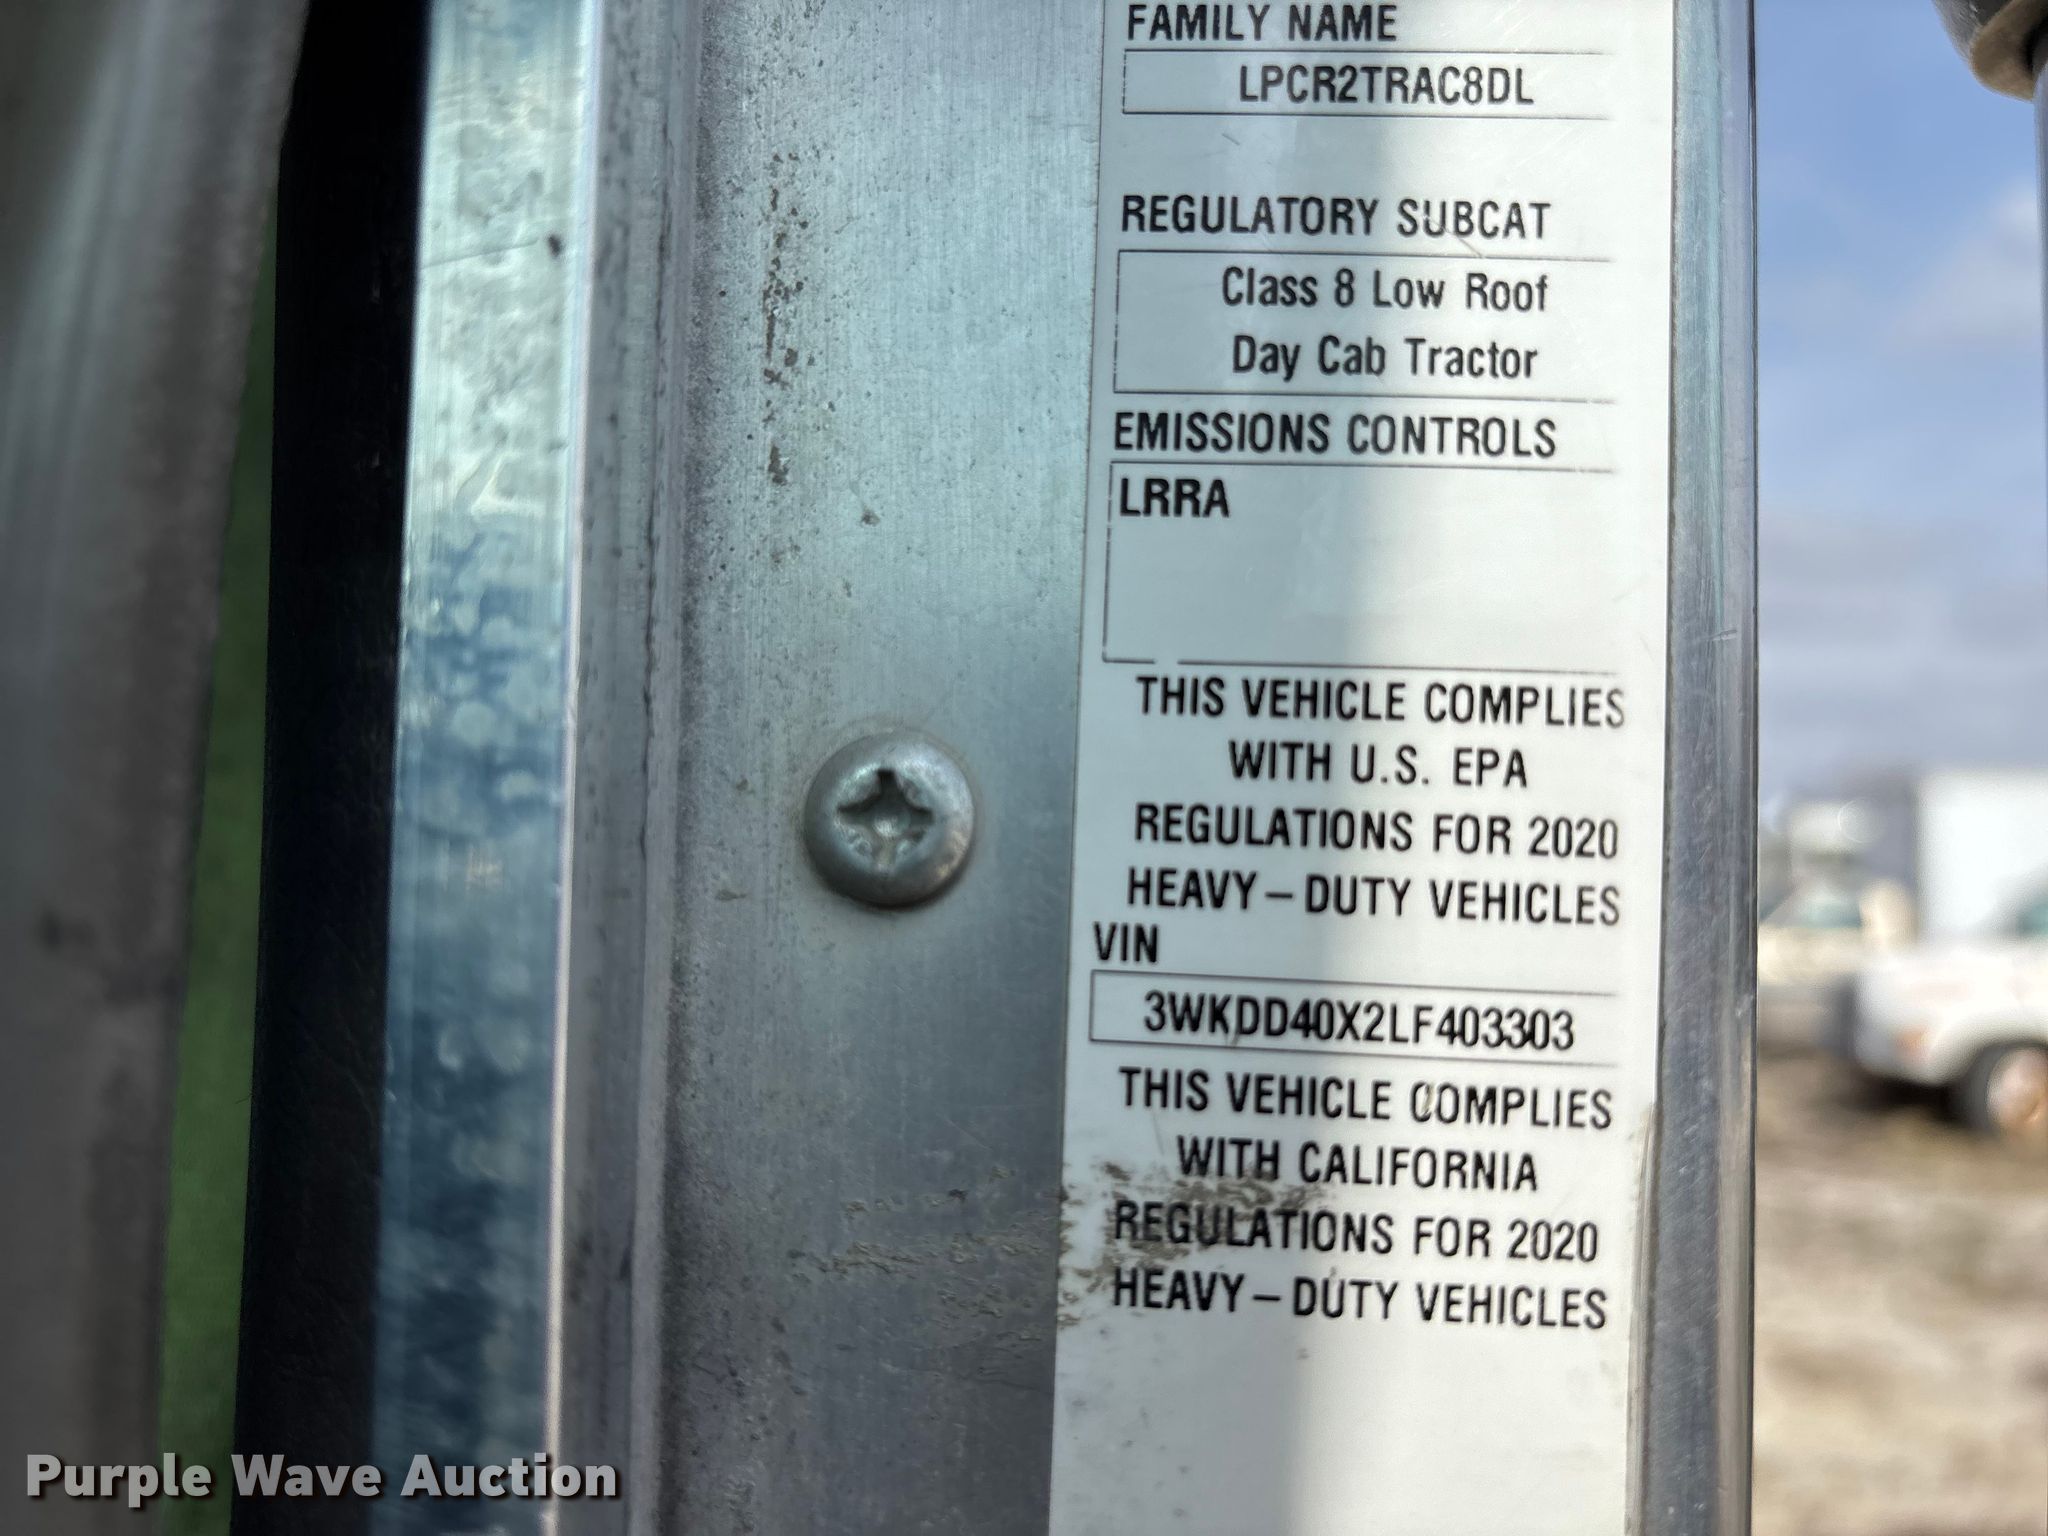 FAMILY NAME
LPCR2TRAC8DL
REGULATORY SUBCAT
Class 8 Low Roof
Day Cab Tractor
EMISSIONS CONTROLS
LRRA
THIS VEHICLE COMPLIES
WITH U.S. EPA
REGULATIONS FOR 2020
HEAVY–DUTY VEHICLES
VIN
3WKDD40X2LF403303
THIS VEHICLE COMPLIES
WITH CALIFORNIA
REGULATIONS FOR 2020
HEAVY–DUTY VEHICLES
Purple Wave Auction